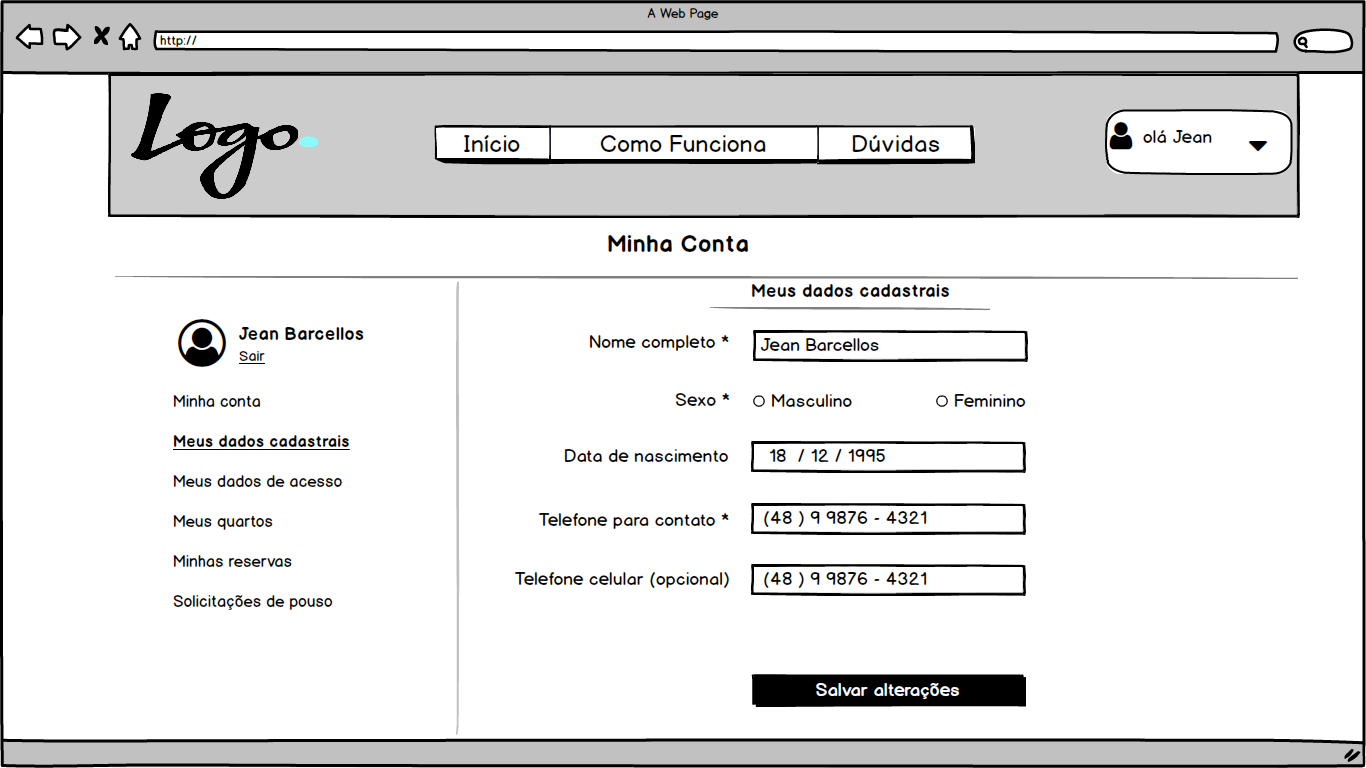 A Web Page
http://
Logo.
Início Como Funciona Dúvidas
olá Jean
Minha Conta
Jean Barcellos
Sair
Minha conta
Meus dados cadastrais
Meus dados de acesso
Meus quartos
Minhas reservas
Solicitações de pouso
Meus dados cadastrais
Nome completo * Jean Barcellos
Sexo * Masculino Feminino
Data de nascimento 18 / 12 / 1995
Telefone para contato * (48 ) 9 9876 - 4321
Telefone celular (opcional) (48 ) 9 9876 - 4321
Salvar alterações